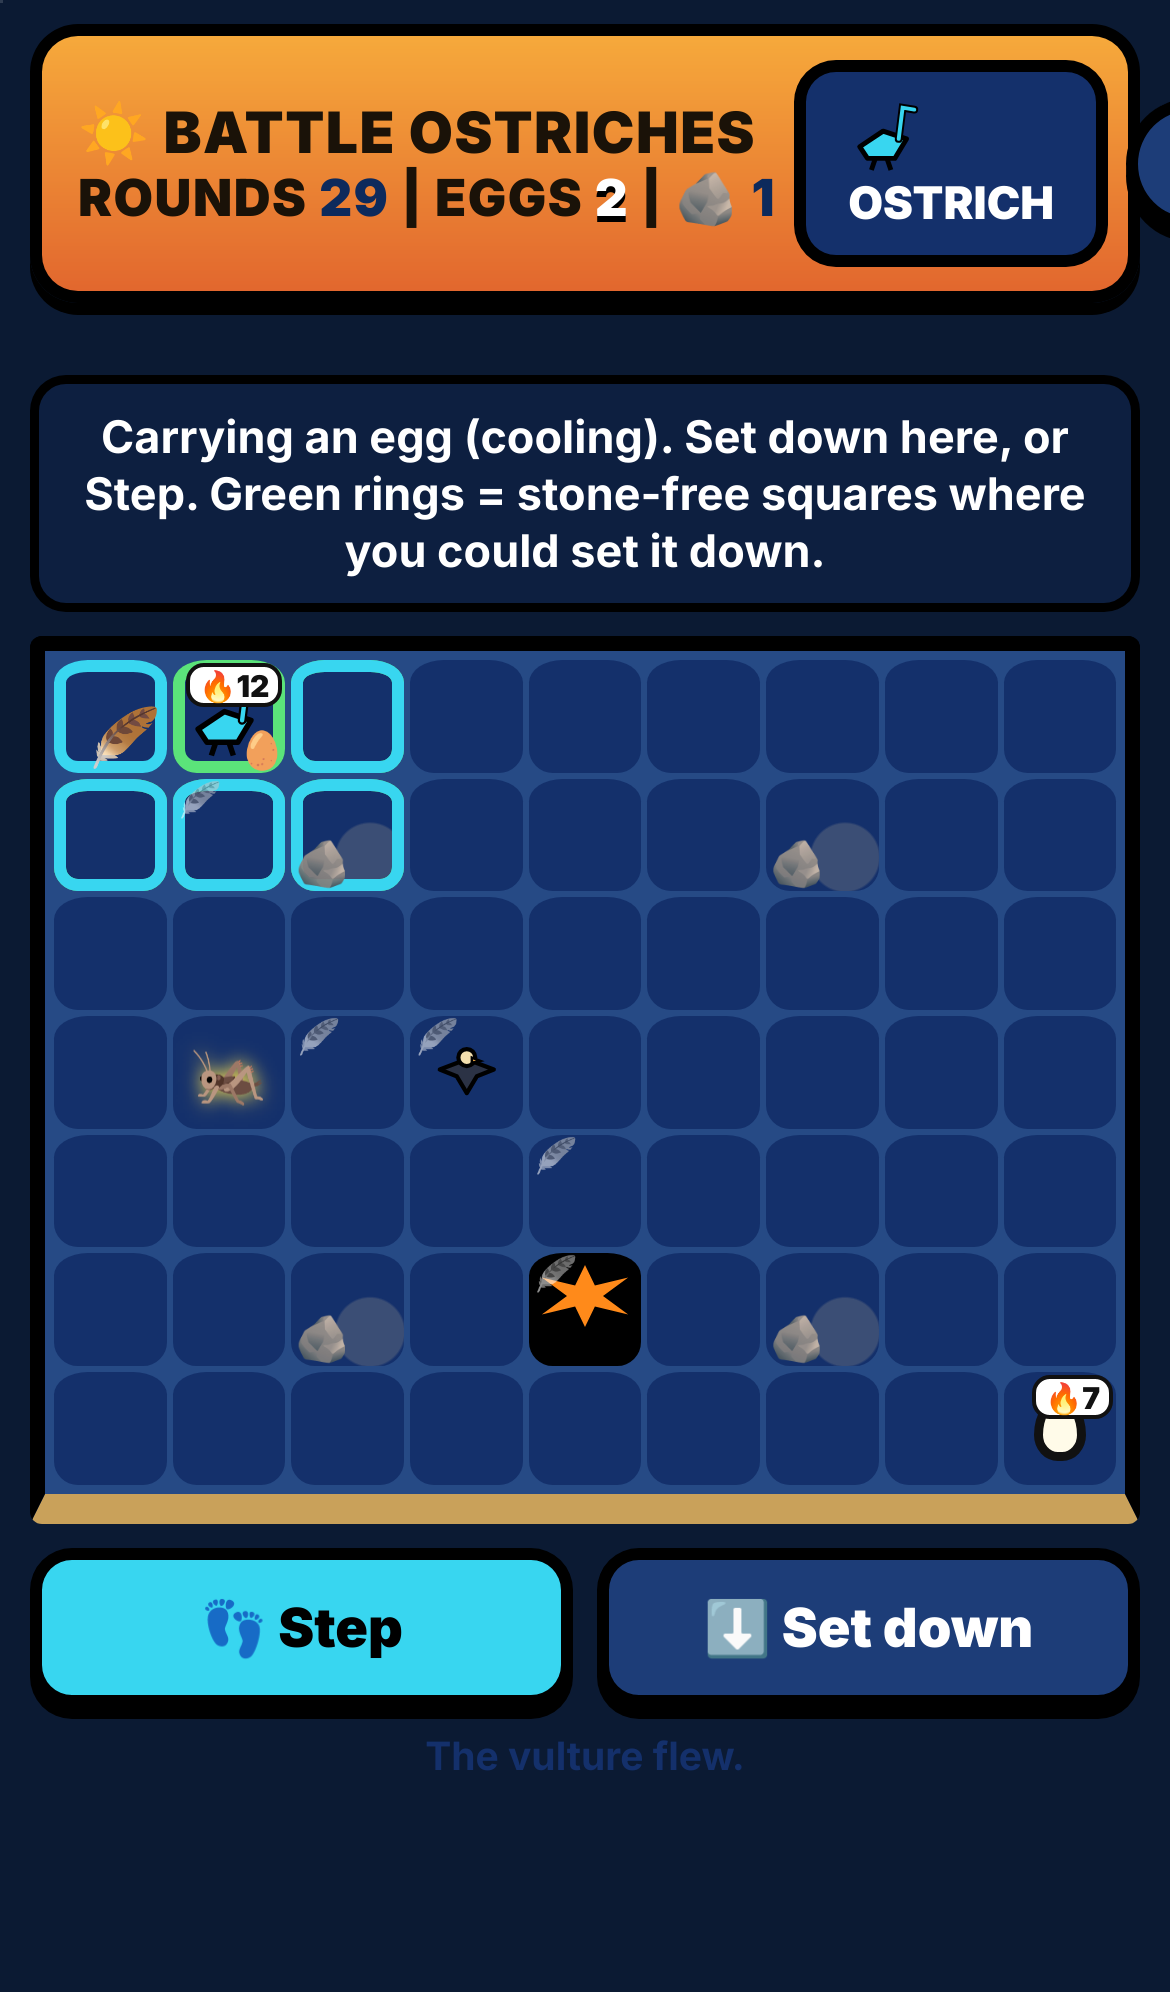 BATTLE OSTRICHES
ROUNDS 29 | EGGS 2 | 1
OSTRICH
Carrying an egg (cooling). Set down here, or
Step. Green rings = stone-free squares where
you could set it down.
12
7
Step
Set down
The vulture flew.